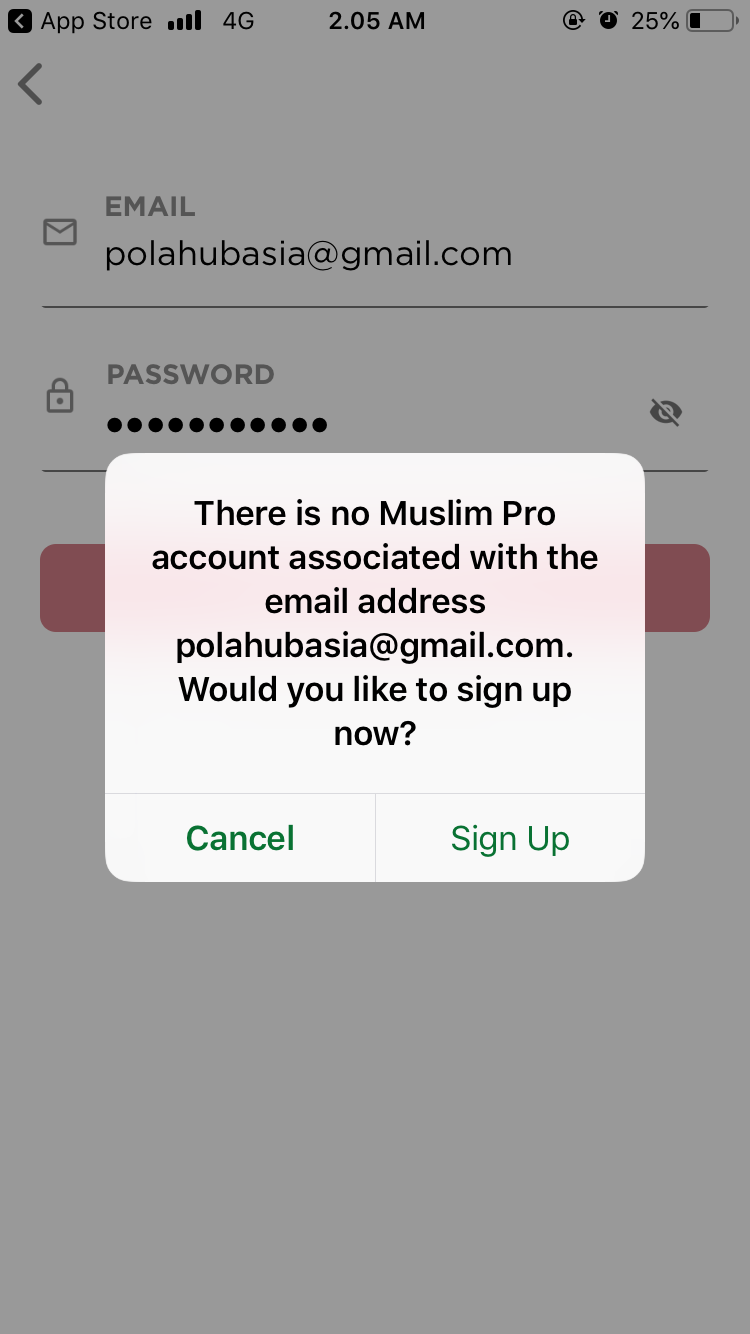 App Store 4G 2.05 AM 25%
EMAIL
polahubasia@gmail.com
PASSWORD
•••••••••••
There is no Muslim Pro
account associated with the
email address
polahubasia@gmail.com.
Would you like to sign up
now?
Cancel Sign Up